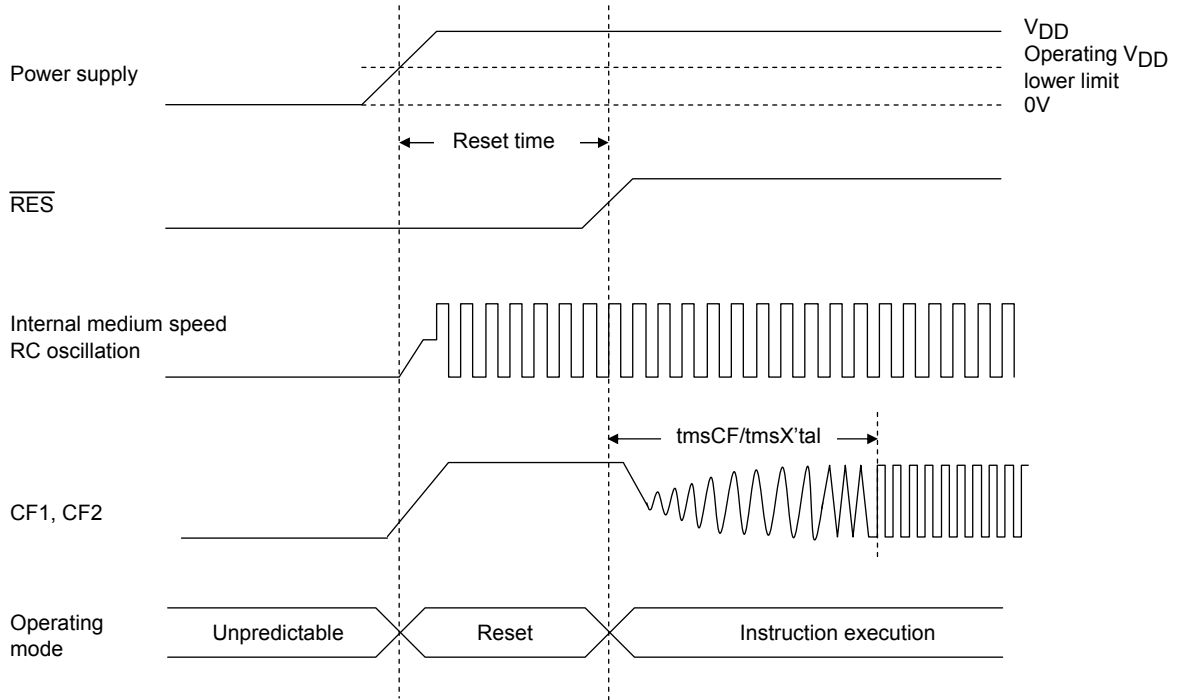 Power supply
VDD
Operating VDD
lower limit
0V
Reset time
RES
Internal medium speed
RC oscillation
tmsCF/tmsX'tal
CF1, CF2
Operating
mode
Unpredictable
Reset
Instruction execution